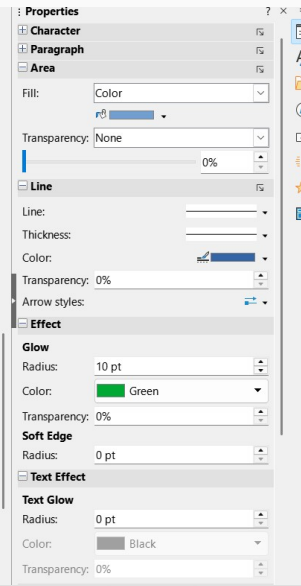 Properties
Character
Paragraph
Area
Fill: Color
Transparency: None
0%
Line
Line:
Thickness:
Color:
Transparency: 0%
Arrow styles:
Effect
Glow
Radius: 10 pt
Color: Green
Transparency: 0%
Soft Edge
Radius: 0 pt
Text Effect
Text Glow
Radius: 0 pt
Color: Black
Transparency: 0%